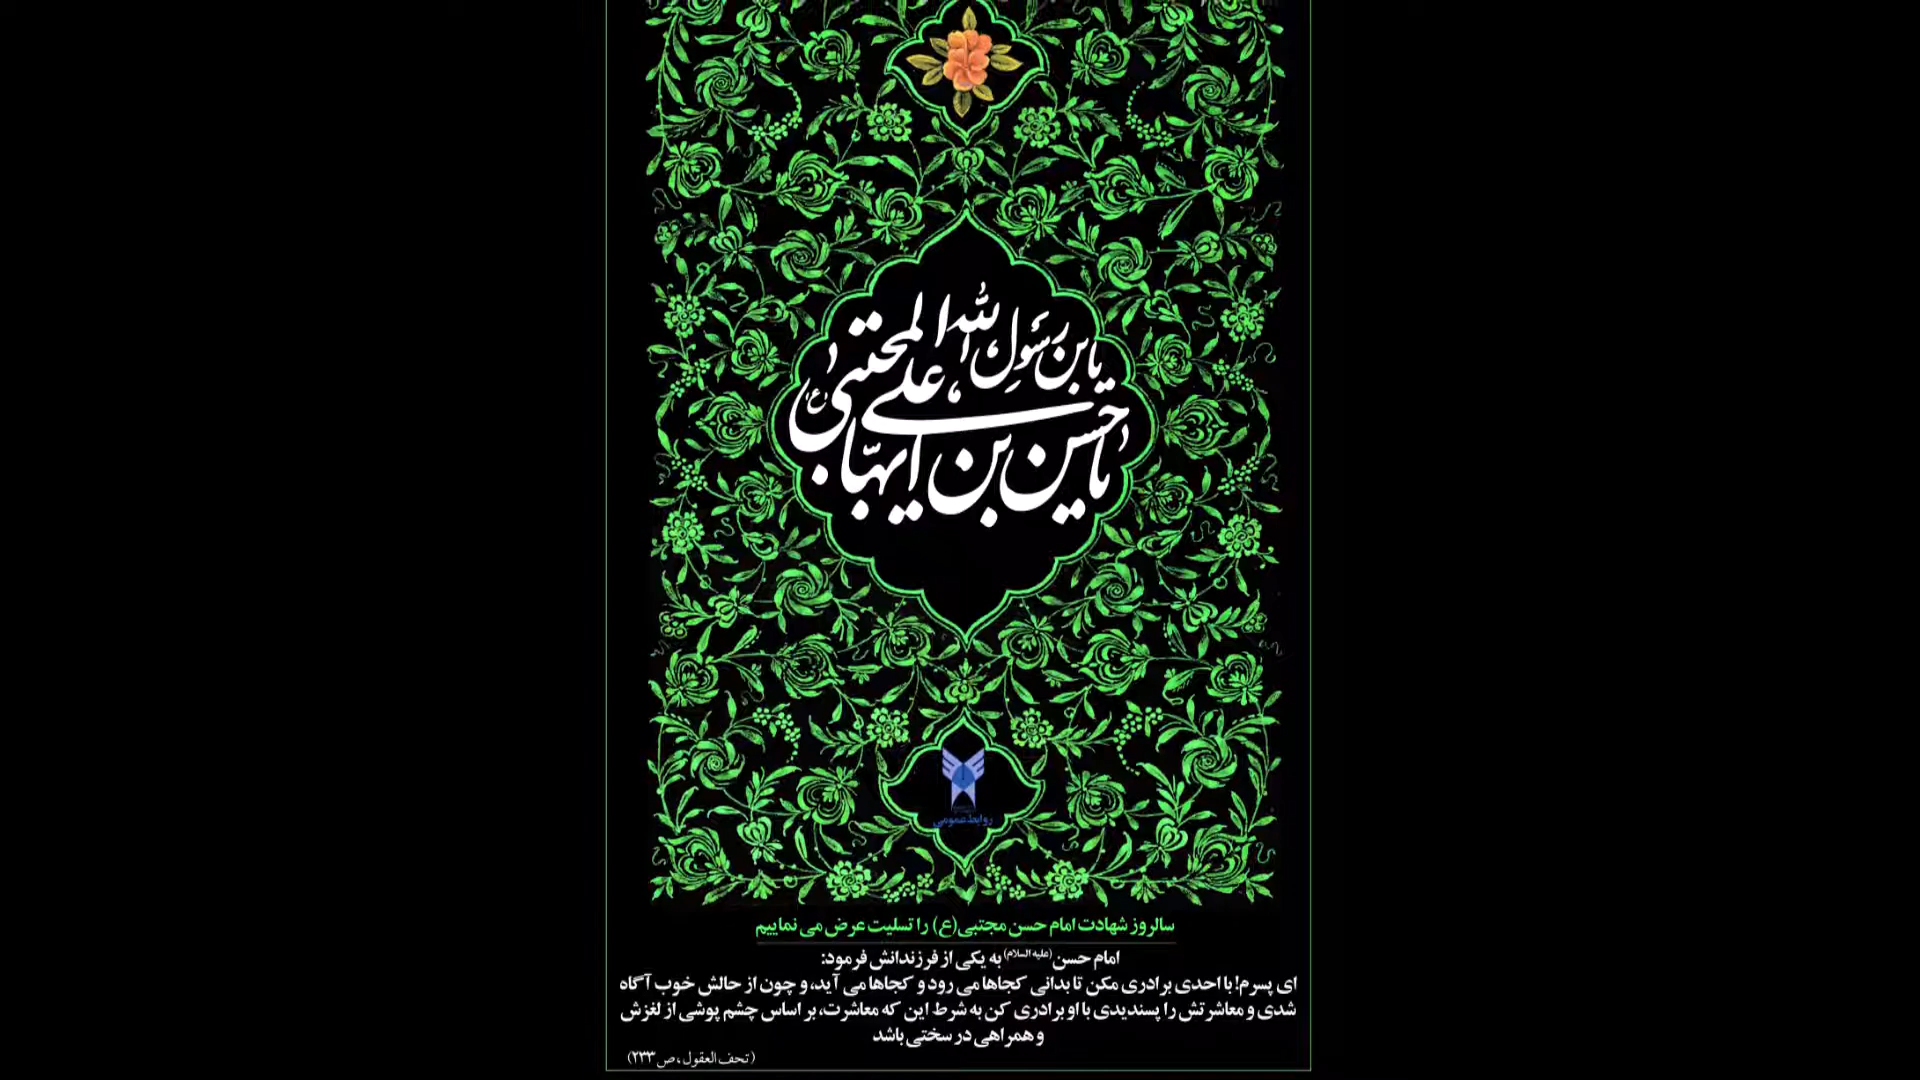 یابن رسول الله
یا حسن بن علی ایها المجتبی (ع)
روابط عمومی
سالروز شهادت امام حسن مجتبی(ع) را تسلیت عرض می نماییم
امام حسن (علیه السلام) به یکی از فرزندانش فرمود:
ای پسرم! با احدی برادری مکن تا بدانی کجاها می رود و کجاها می آید، و چون از حالش خوب آگاه
شدی و معاشرتش را پسندیدی با او برادری کن به شرط این که معاشرت، بر اساس چشم پوشی از لغزش
و همراهی در سختی باشد
(تحف العقول، ص ۲۳۳)